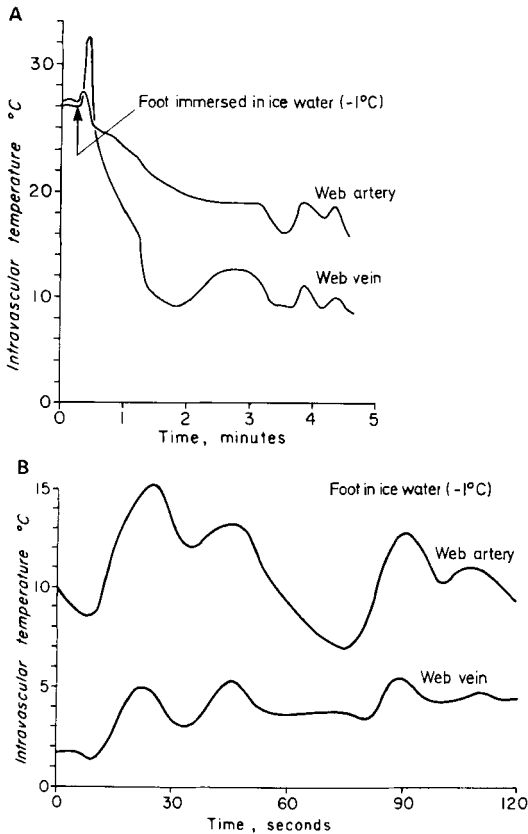 A
30
20
10
0
Intravascular temperature °C
Foot immersed in ice water (-1°C)
Web artery
Web vein
0 1 2 3 4 5
Time, minutes
B
15
10
5
0
Intravascular temperature °C
Foot in ice water (-1°C)
Web artery
Web vein
0 30 60 90 120
Time, seconds